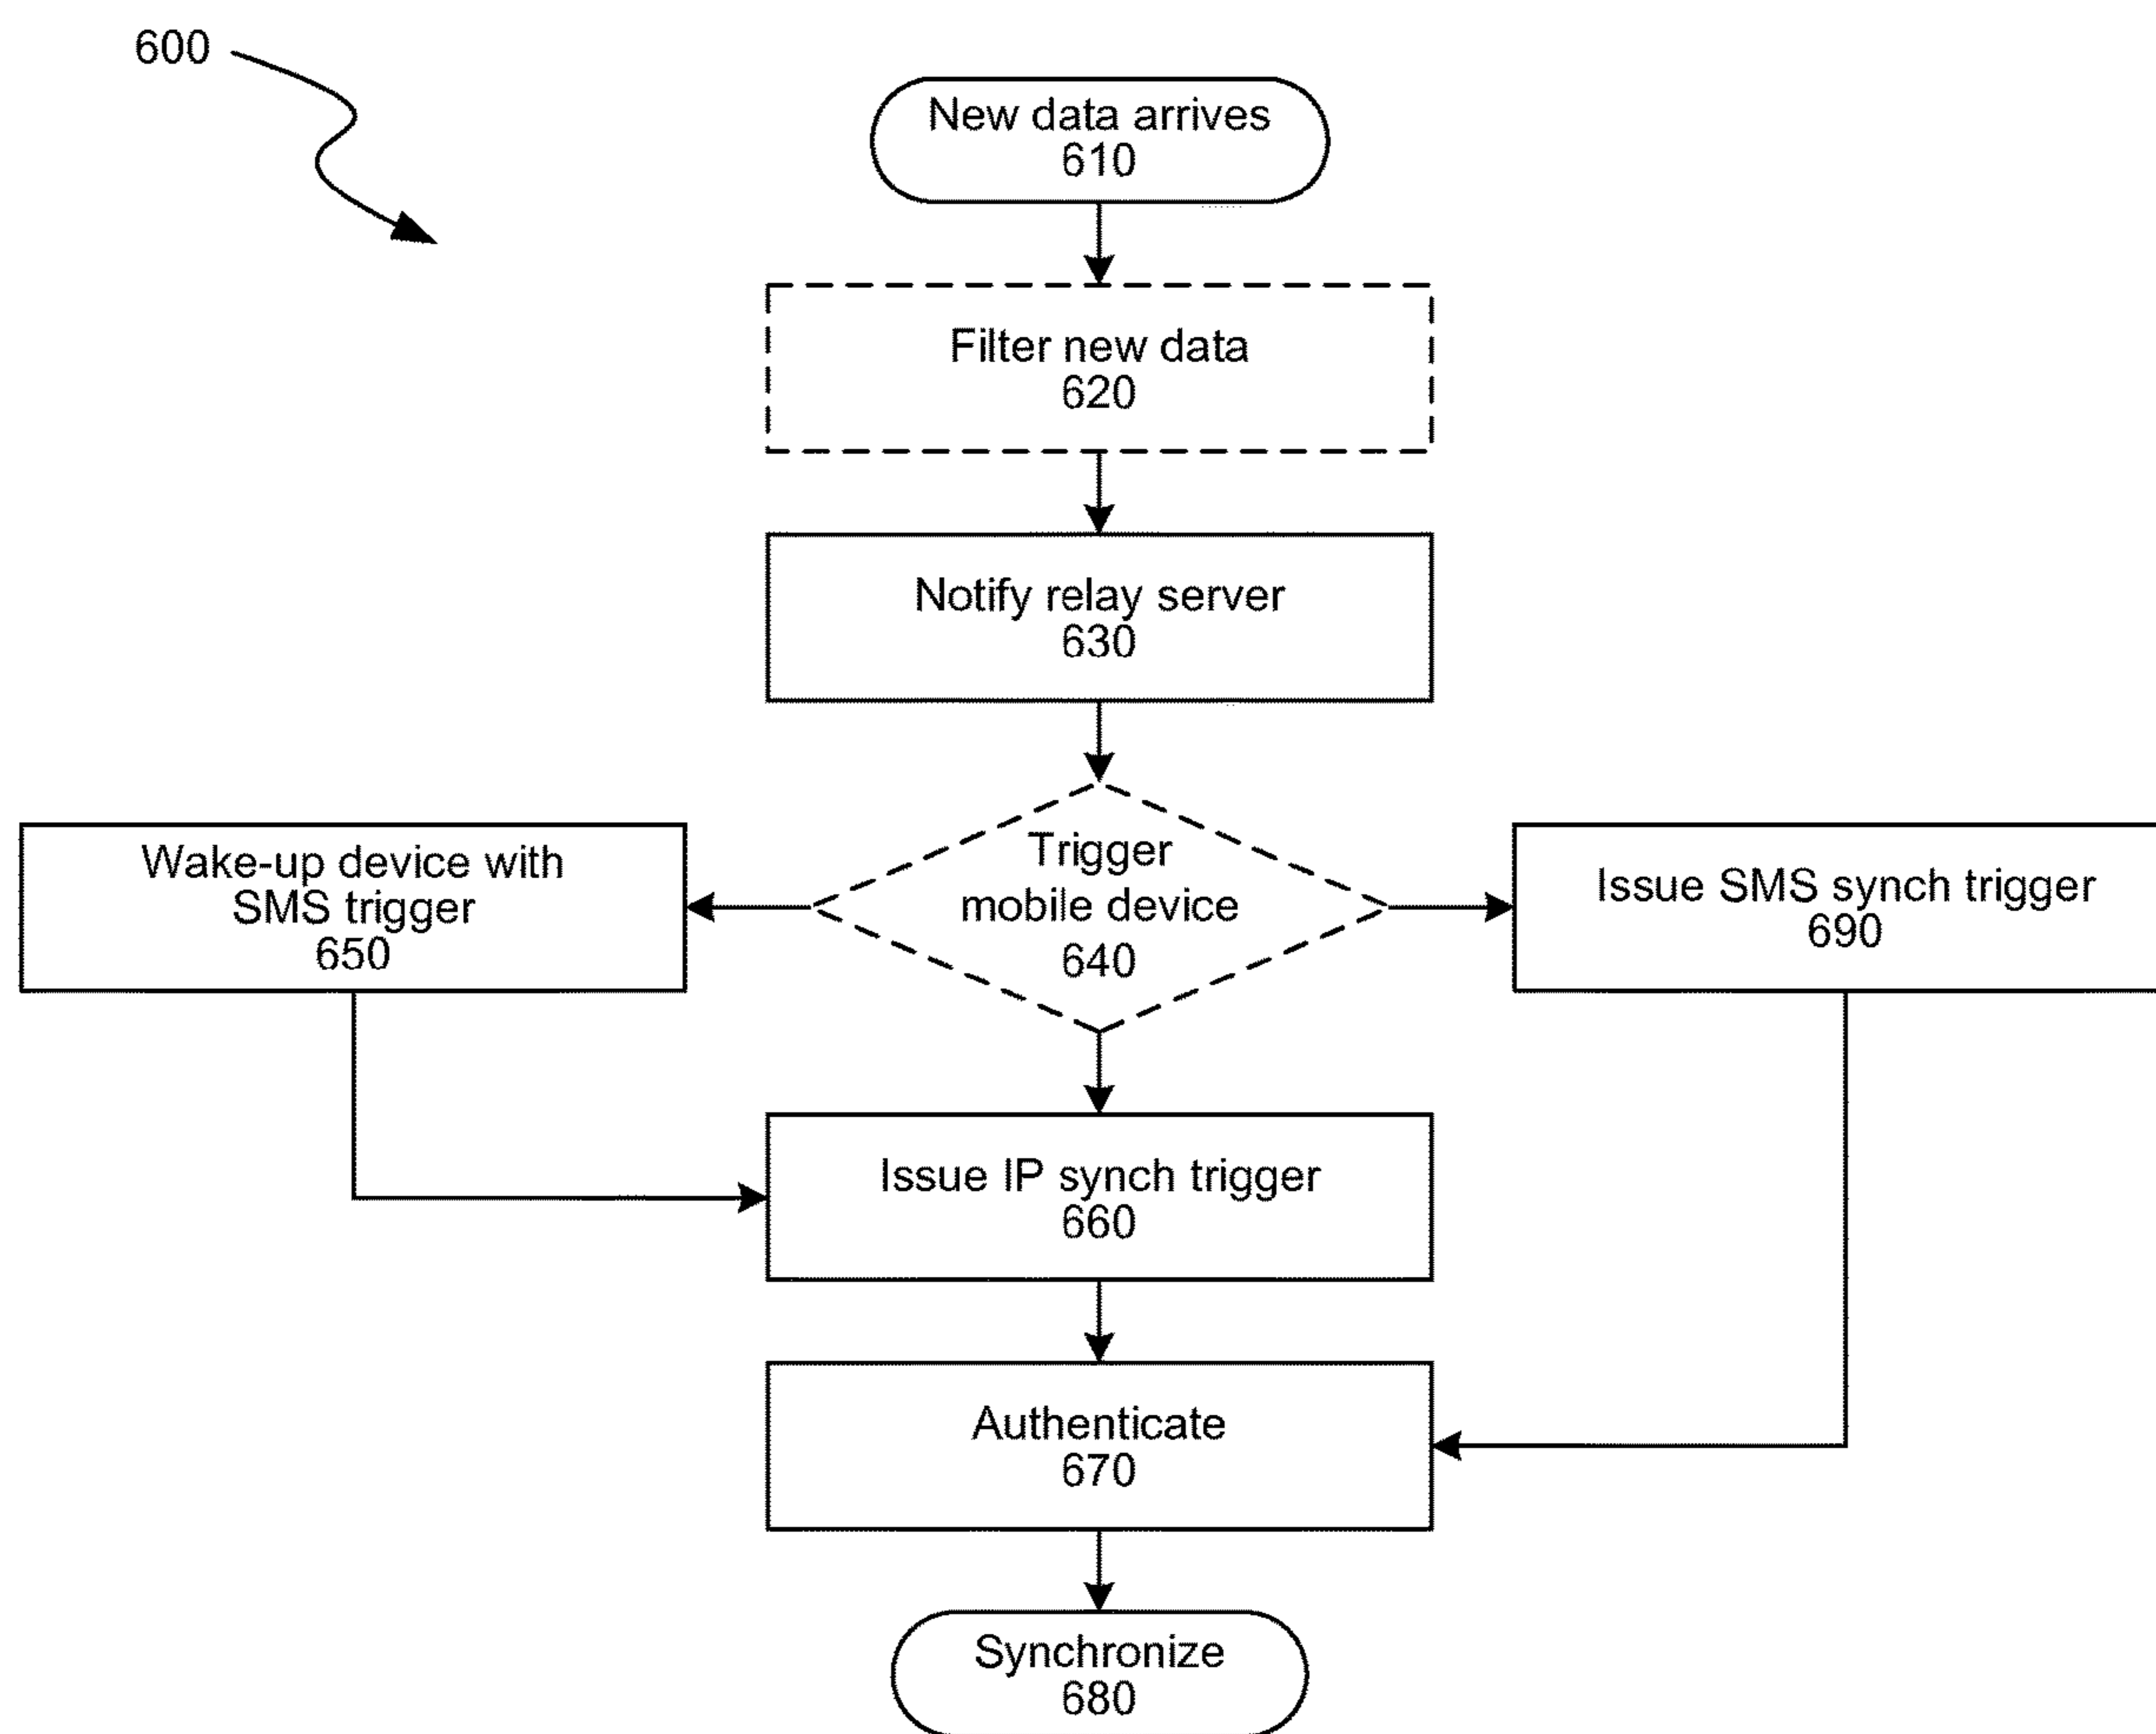 600
New data arrives
610
Filter new data
620
Notify relay server
630
Trigger
mobile device
640
Wake-up device with
SMS trigger
650
Issue SMS synch trigger
690
Issue IP synch trigger
660
Authenticate
670
Synchronize
680